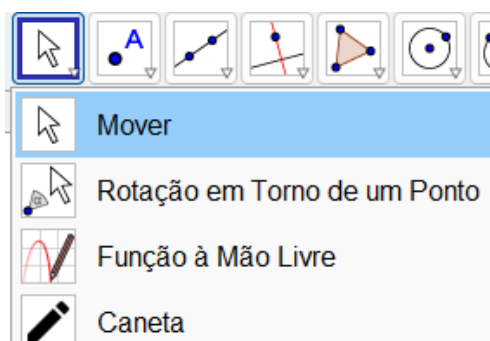 A
Mover
Rotação em Torno de um Ponto
Função à Mão Livre
Caneta